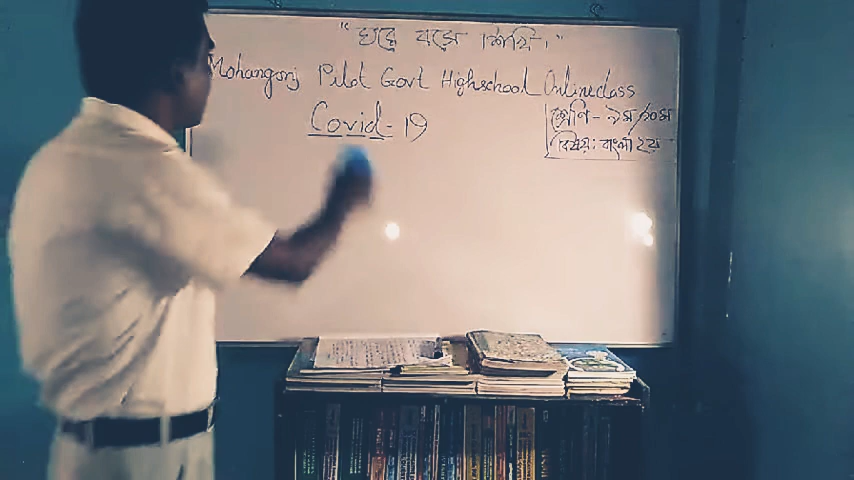 "ঘরে বসে শিখি।"
Mohangonj Pilot Govt Highschool Onlineclass
Covid-19
শ্রেণি - ৯ম/১০ম
বিষয়: বাংলা ২য়